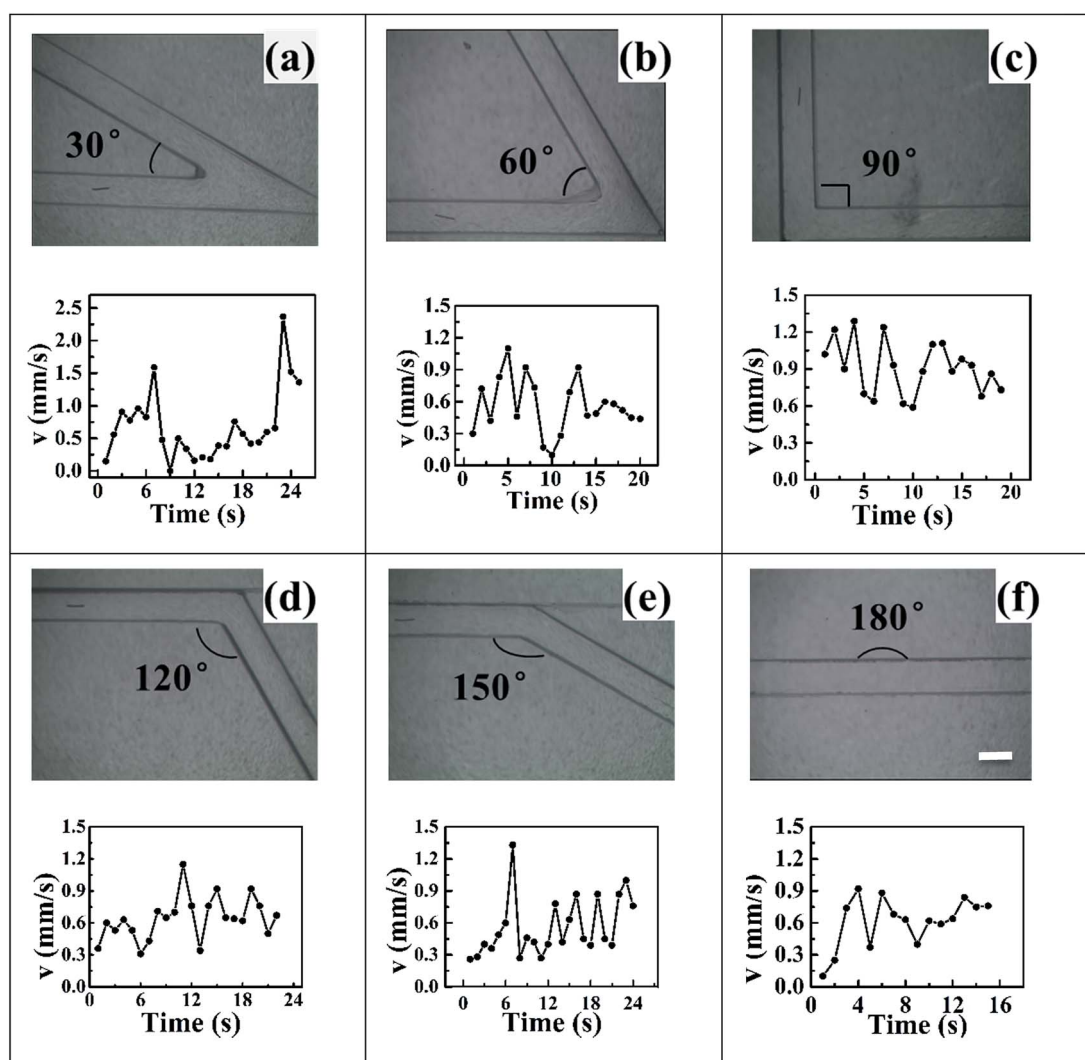 (a)
30°
v (mm/s)
2.5
2.0
1.5
1.0
0.5
0.0
0 6 12 18 24
Time (s)
(b)
60°
v (mm/s)
1.5
1.2
0.9
0.6
0.3
0.0
0 5 10 15 20
Time (s)
(c)
90°
v (mm/s)
1.5
1.2
0.9
0.6
0.3
0.0
0 5 10 15 20
Time (s)
(d)
120°
v (mm/s)
1.5
1.2
0.9
0.6
0.3
0.0
0 6 12 18 24
Time (s)
(e)
150°
v (mm/s)
1.5
1.2
0.9
0.6
0.3
0.0
0 6 12 18 24
Time (s)
(f)
180°
v (mm/s)
1.5
1.2
0.9
0.6
0.3
0.0
0 4 8 12 16
Time (s)